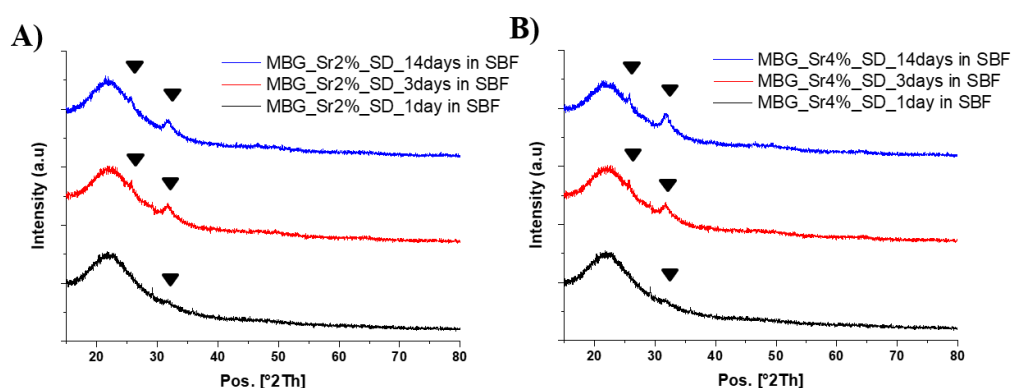 A)
MBG_Sr2%_SD_14days in SBF
MBG_Sr2%_SD_3days in SBF
MBG_Sr2%_SD_1day in SBF
Intensity (a.u)
20 30 40 50 60 70 80
Pos. [°2Th]
B)
MBG_Sr4%_SD_14days in SBF
MBG_Sr4%_SD_3days in SBF
MBG_Sr4%_SD_1day in SBF
Intensity (a.u)
20 30 40 50 60 70 80
Pos. [°2Th]